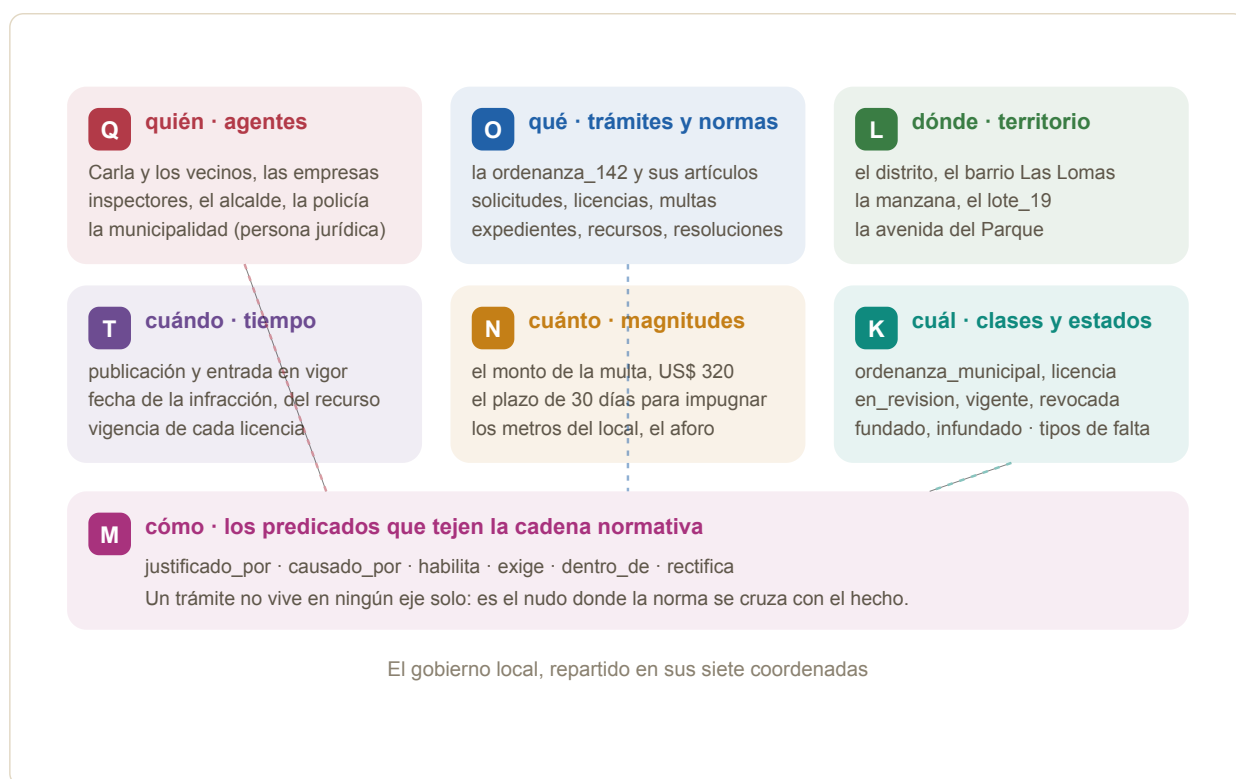 Q quién · agentes
Carla y los vecinos, las empresas
inspectores, el alcalde, la policía
la municipalidad (persona jurídica)
O qué · trámites y normas
la ordenanza_142 y sus artículos
solicitudes, licencias, multas
expedientes, recursos, resoluciones
L dónde · territorio
el distrito, el barrio Las Lomas
la manzana, el lote_19
la avenida del Parque
T cuándo · tiempo
publicación y entrada en vigor
fecha de la infracción, del recurso
vigencia de cada licencia
N cuánto · magnitudes
el monto de la multa, US$ 320
el plazo de 30 días para impugnar
los metros del local, el aforo
K cuál · clases y estados
ordenanza_municipal, licencia
en_revision, vigente, revocada
fundado, infundado · tipos de falta
M cómo · los predicados que tejen la cadena normativa
justificado_por · causado_por · habilita · exige · dentro_de · rectifica
Un trámite no vive en ningún eje solo: es el nudo donde la norma se cruza con el hecho.
El gobierno local, repartido en sus siete coordenadas